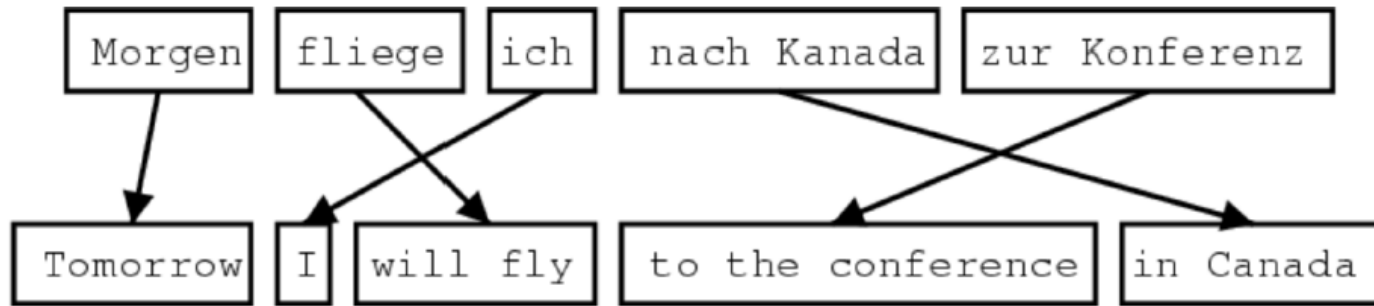 Morgen fliege ich nach Kanada zur Konferenz
Tomorrow I will fly to the conference in Canada